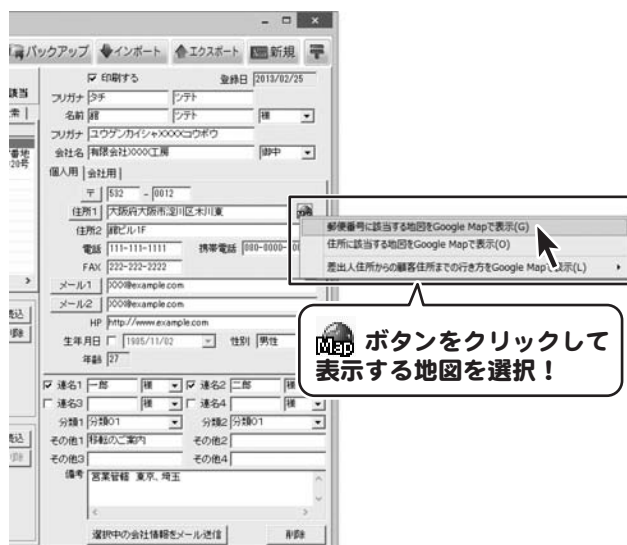 バックアップ インポート エクスポート 新規
印刷する 登録日 2013/02/25
フリガナ タチ ツテト
名前 舘 ツテト 様
フリガナ ユウゲンカイシャXXXXコウボウ
会社名 有限会社XXXX工房 御中
個人用 会社用
〒 532 - 0012
住所1 大阪府大阪市淀川区木川東
住所2 舘ビル1F
電話 111-111-1111 携帯電話 080-0000-
FAX 222-222-2222
メール1 XXXX@example.com
メール2 XXXX@example.com
HP http://www.example.com
生年月日 1985/11/02 性別 男性
年齢 27
連名1 一郎 様 連名2 二郎 様
連名3 様 連名4 様
分類1 分類01 分類2 分類01
その他1 移転のご案内 その他2
その他3 その他4
備考 営業管轄 東京、埼玉
選択中の会社情報をメール送信 削除
郵便番号に該当する地図をGoogle Mapで表示(G)
住所に該当する地図をGoogle Mapで表示(O)
差出人住所からの顧客住所までの行き方をGoogle Mapで表示(L)
Map ボタンをクリックして
表示する地図を選択！